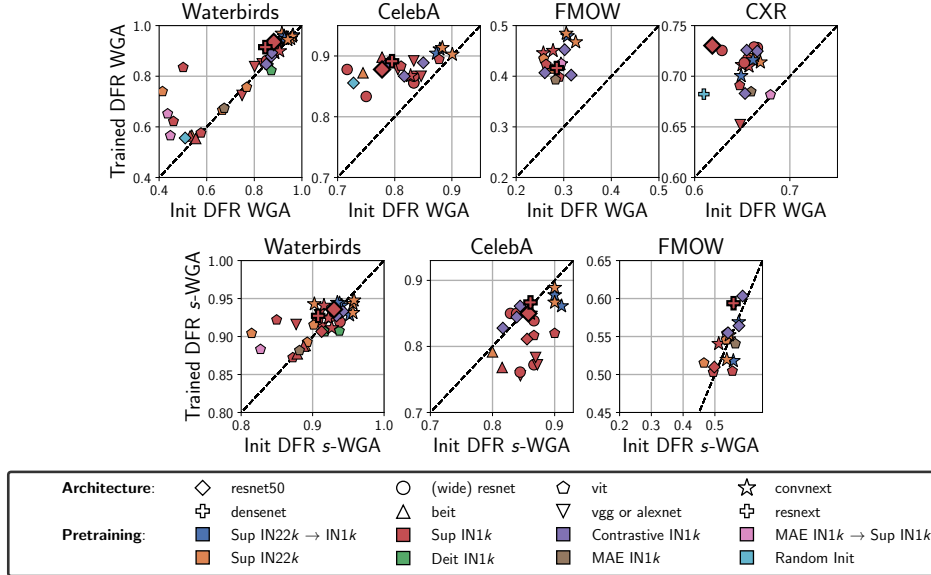 Waterbirds CelebA FMOW CXR
Trained DFR WGA
1.0 0.9 0.5 0.75
0.8 0.4 0.70
0.6 0.8 0.3 0.65
0.4 0.7 0.2 0.60
0.4 0.6 0.8 1.0 0.7 0.8 0.9 0.2 0.3 0.4 0.5 0.6 0.7
Init DFR WGA Init DFR WGA Init DFR WGA Init DFR WGA
Waterbirds CelebA FMOW
Trained DFR s-WGA
1.00 0.9 0.65
0.95 0.60
0.90 0.8 0.55
0.85 0.50
0.80 0.7 0.45
0.8 0.9 1.0 0.7 0.8 0.9 0.2 0.3 0.4 0.5
Init DFR s-WGA Init DFR s-WGA Init DFR s-WGA
Architecture: resnet50 (wide) resnet vit convnext
densenet beit vgg or alexnet resnext
Pretraining: Sup IN22k → IN1k Sup IN1k Contrastive IN1k MAE IN1k → Sup IN1k
Sup IN22k Deit IN1k MAE IN1k Random Init